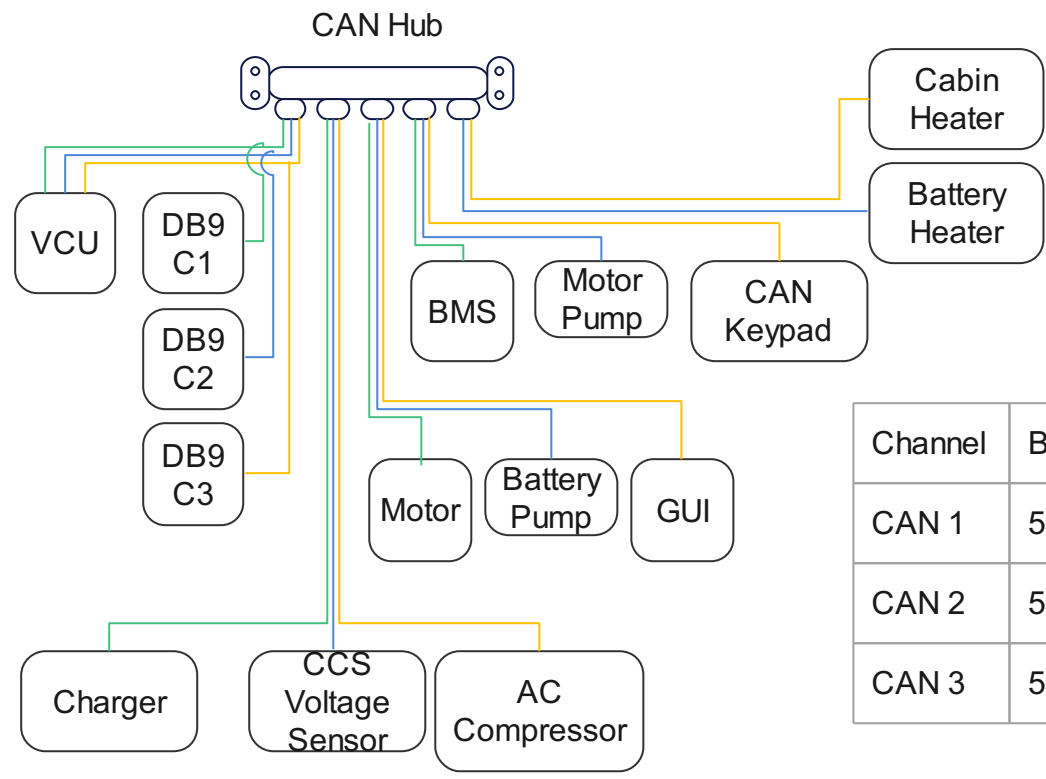 CAN Hub
Cabin
Heater
Battery
Heater
VCU
DB9
C1
DB9
C2
DB9
C3
BMS
Motor
Pump
CAN
Keypad
Motor
Battery
Pump
GUI
Channel B
CAN 1 5
CAN 2 5
CAN 3 5
Charger
CCS
Voltage
Sensor
AC
Compressor